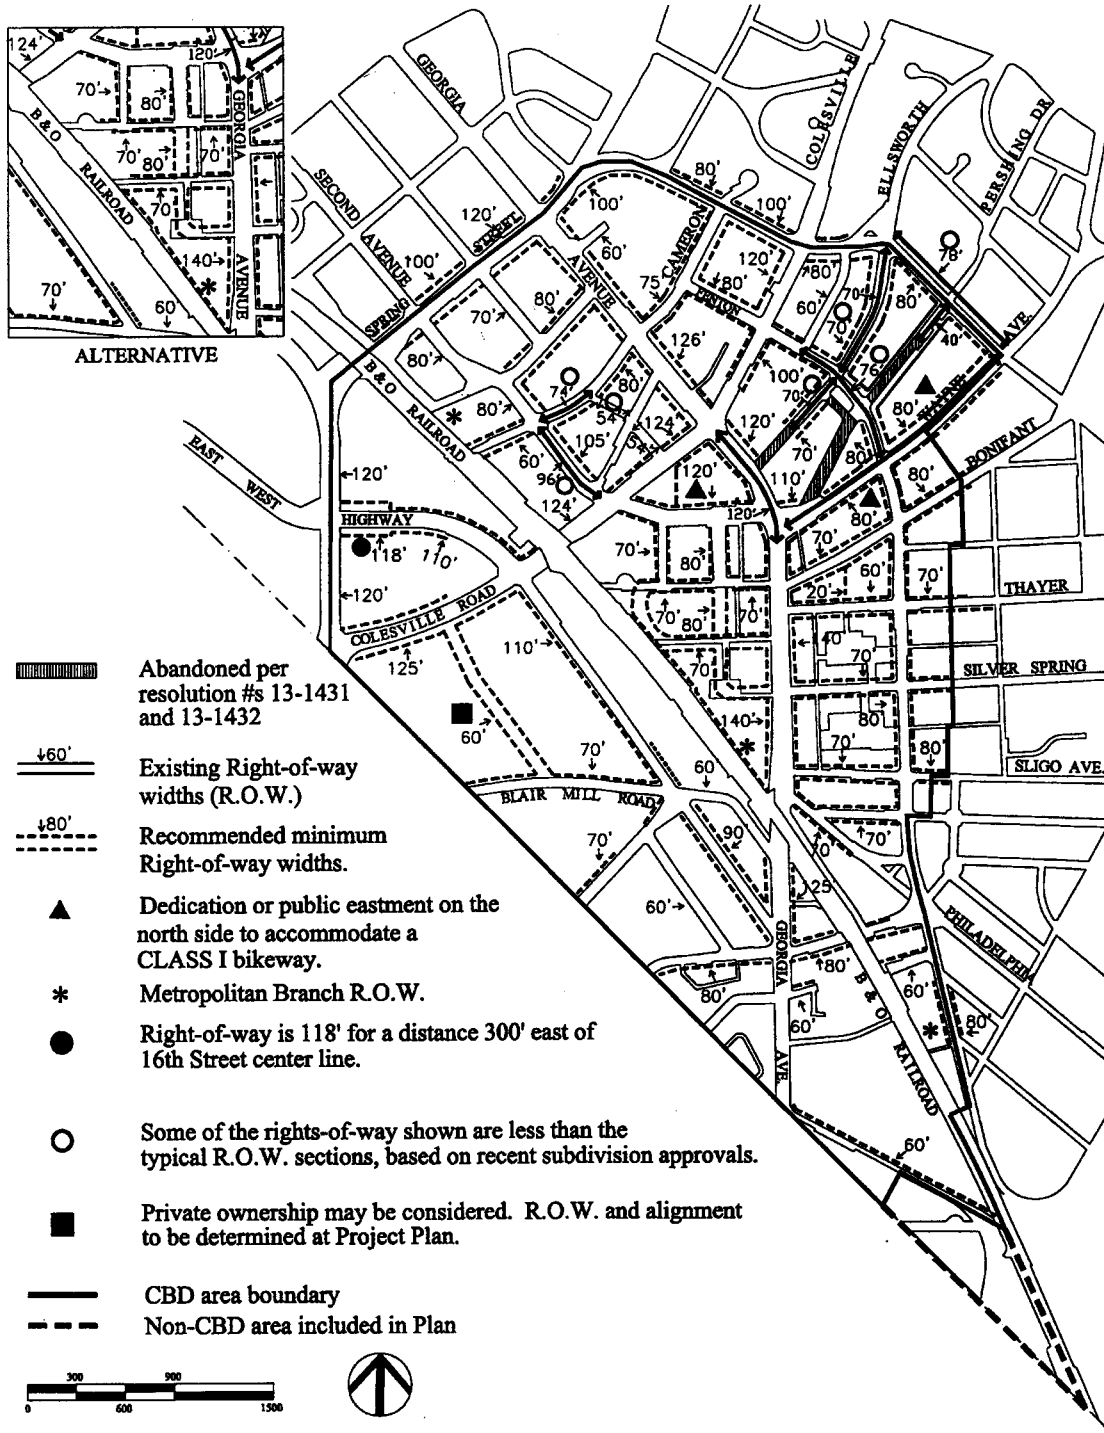 124'
120'
70'
80'
B & O
RAILROAD
GEORGIA
70'
80'
70'
70'
140'
AVENUE
70'
60'
ALTERNATIVE
GEORGIA
COLESVILLE
ELLSWORTH
PERSHING DR.
SECOND
AVENUE
SPRING
STREET
120'
100'
100'
80'
100'
CAMERON
60'
AVENUE
75'
120'
80'
FENTON
80'
60'
70'
70'
80'
78'
40'
AVE.
WAYNE
80'
76'
BONIFANT
80'
70'
80'
80'
B & O
RAILROAD
80'
74'
80'
54'
126'
100'
70'
120'
70'
80'
110'
105'
124'
54'
60'
96'
124'
120'
120'
EAST
WEST
HIGHWAY
120'
118'
110'
120'
COLESVILLE ROAD
125'
110'
60'
70'
BLAIR MILL ROAD
70'
60'
70'
80'
70'
80'
70'
70'
140'
80'
70'
60'
20'
70'
THAYER
40'
70'
SILVER SPRING
80'
70'
80'
SLIGO AVE.
70'
70'
90'
125'
60'
GEORGIA
AVE.
80'
80'
60'
B & O
RAILROAD
60'
80'
PHILADELPHIA
60'
Abandoned per
resolution #s 13-1431
and 13-1432
↓60'
Existing Right-of-way
widths (R.O.W.)
↓80'
Recommended minimum
Right-of-way widths.
Dedication or public eastment on the
north side to accommodate a
CLASS I bikeway.
Metropolitan Branch R.O.W.
Right-of-way is 118' for a distance 300' east of
16th Street center line.
Some of the rights-of-way shown are less than the
typical R.O.W. sections, based on recent subdivision approvals.
Private ownership may be considered. R.O.W. and alignment
to be determined at Project Plan.
CBD area boundary
Non-CBD area included in Plan
300 900
0 600 1500